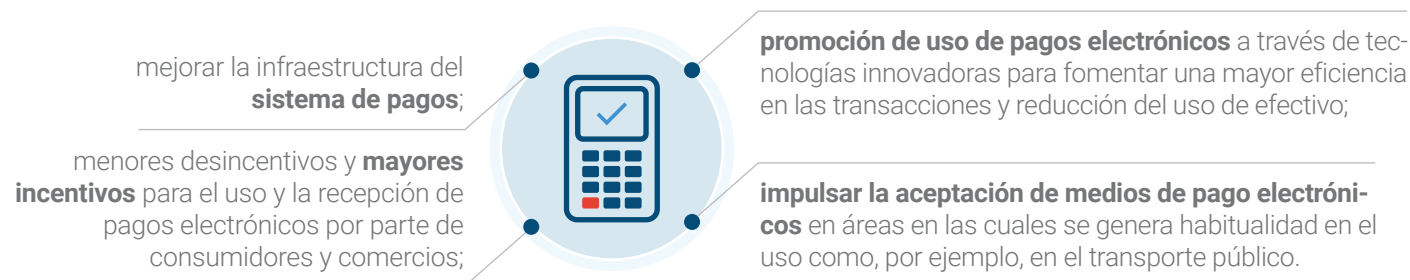 mejorar la infraestructura del
sistema de pagos;
menores desincentivos y mayores
incentivos para el uso y la recepción de
pagos electrónicos por parte de
consumidores y comercios;
promoción de uso de pagos electrónicos a través de tec-
nologías innovadoras para fomentar una mayor eficiencia
en las transacciones y reducción del uso de efectivo;
impulsar la aceptación de medios de pago electróni-
cos en áreas en las cuales se genera habitualidad en el
uso como, por ejemplo, en el transporte público.